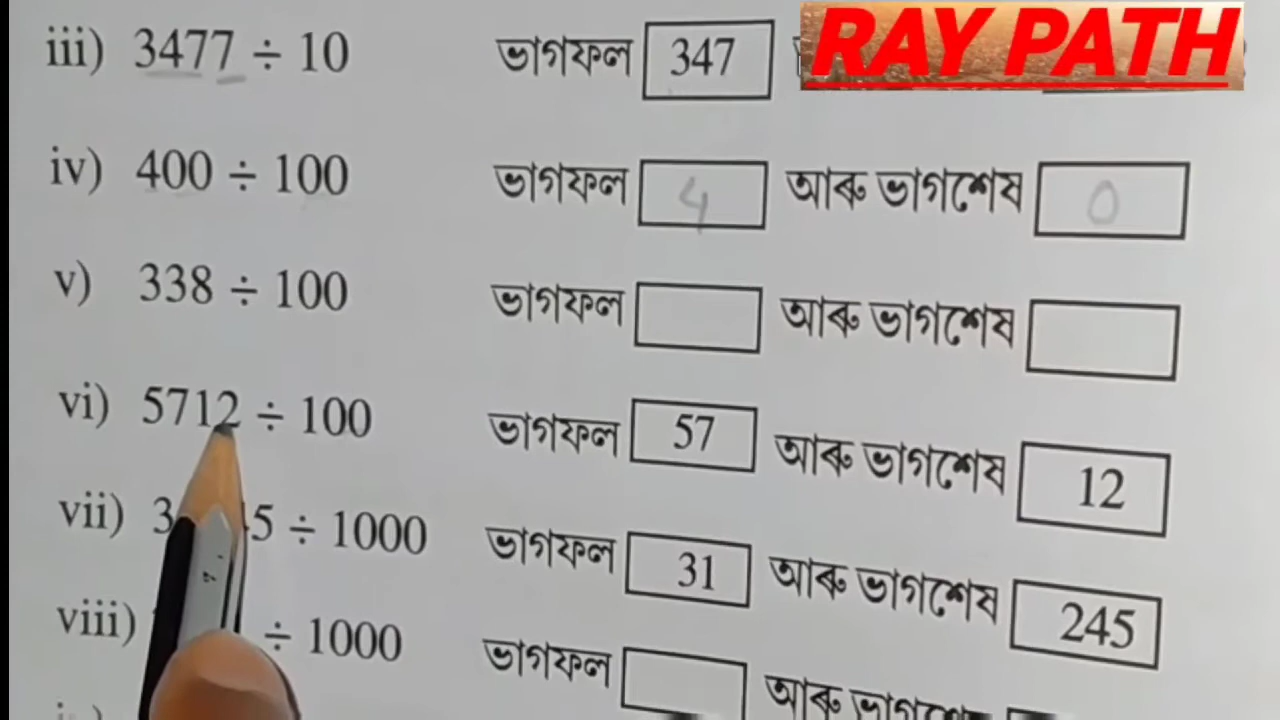 iii) 3477 ÷ 10 ভাগফল 347 RAY PATH
iv) 400 ÷ 100 ভাগফল 4 আৰু ভাগশেষ 0
v) 338 ÷ 100 ভাগফল আৰু ভাগশেষ
vi) 5712 ÷ 100 ভাগফল 57 আৰু ভাগশেষ 12
vii) ÷ 1000 ভাগফল 31 আৰু ভাগশেষ 245
viii) ÷ 1000 ভাগফল আৰু ভাগশেষ